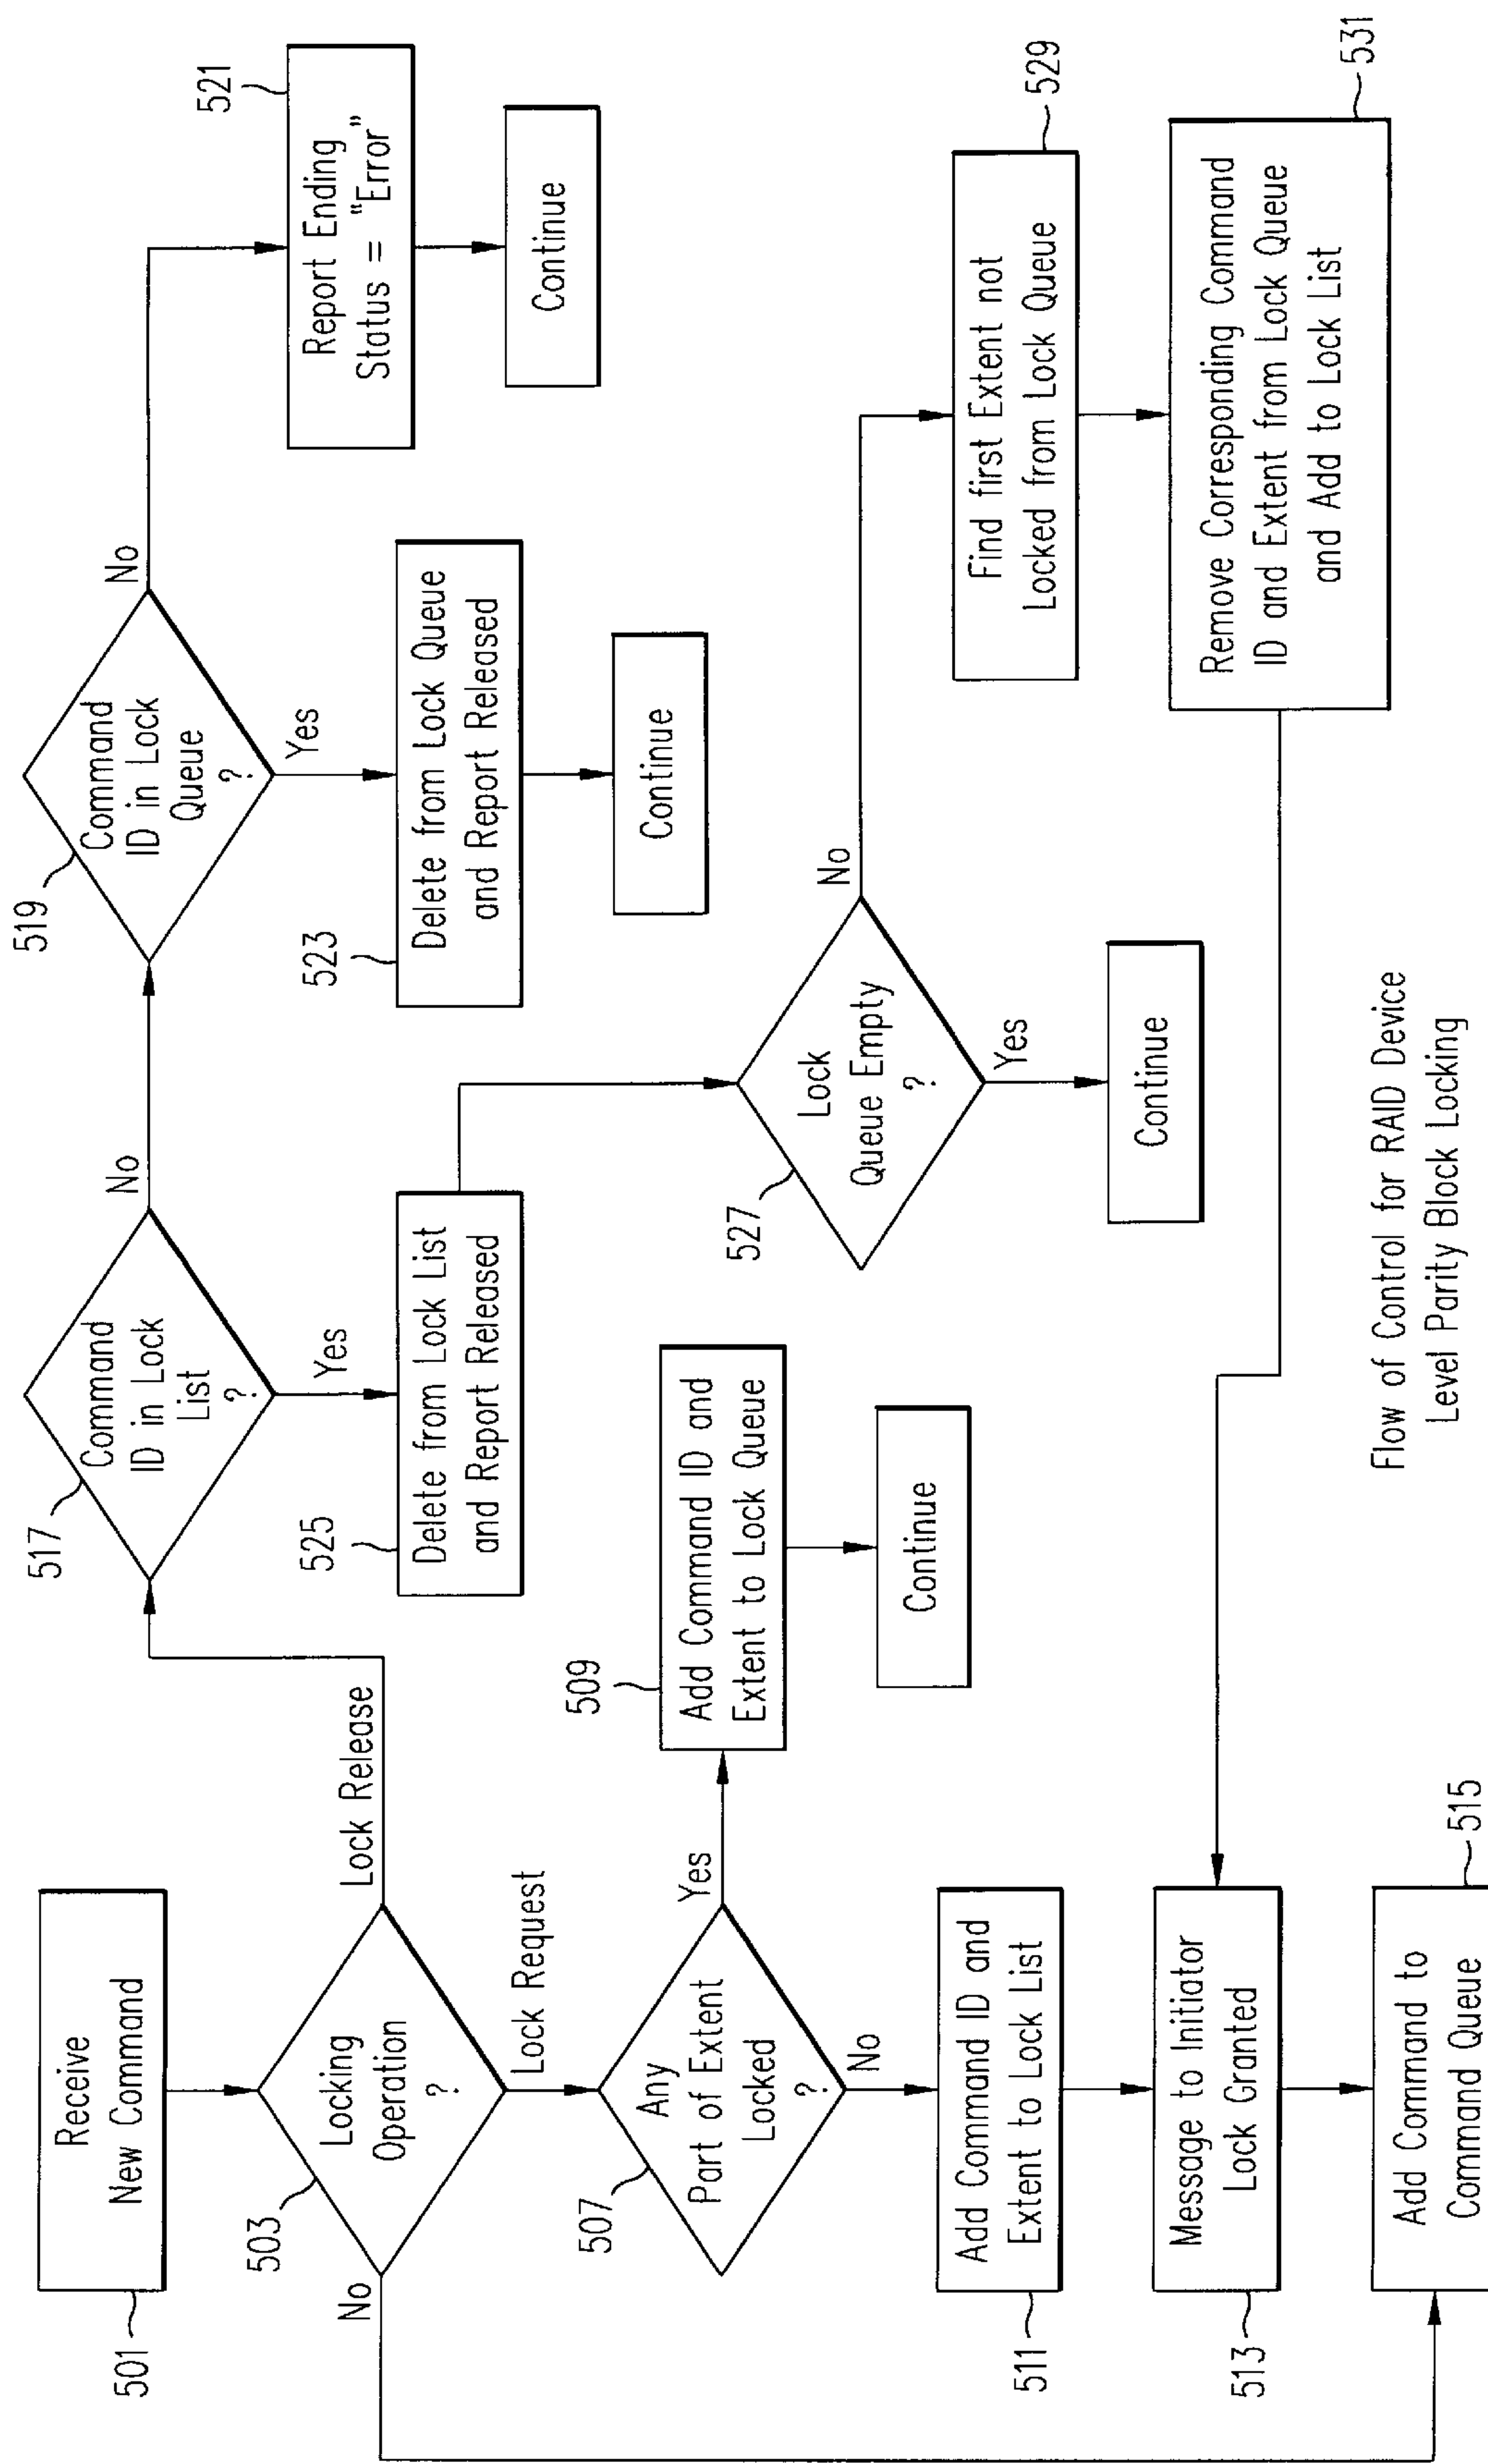 501
Receive
New Command
503
Locking
Operation
?
No
Lock Release
Lock Request
507
Any
Part of Extent
Locked
?
Yes
No
509
Add Command ID and
Extent to Lock Queue
Continue
511
Add Command ID and
Extent to Lock List
513
Message to Initiator
Lock Granted
515
Add Command to
Command Queue
517
Command
ID in Lock
List
?
No
Yes
519
Command
ID in Lock
Queue
?
No
Yes
521
Report Ending
Status = "Error"
Continue
523
Delete from Lock Queue
and Report Released
Continue
525
Delete from Lock List
and Report Released
527
Lock
Queue Empty
?
No
Yes
Continue
529
Find first Extent not
Locked from Lock Queue
531
Remove Corresponding Command
ID and Extent from Lock Queue
and Add to Lock List
Flow of Control for RAID Device
Level Parity Block Locking